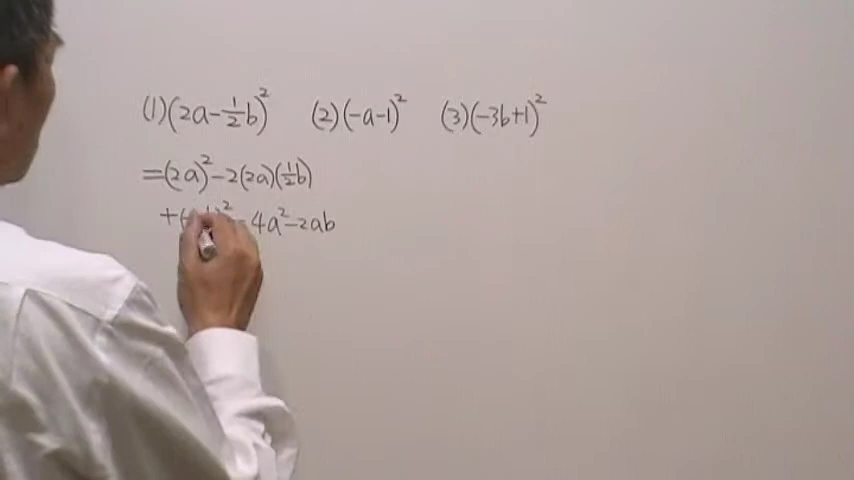 (1)(2a-½b)² (2)(-a-1)² (3)(-3b+1)²
=(2a)²-2(2a)(½b)
+( )²=4a²-2ab